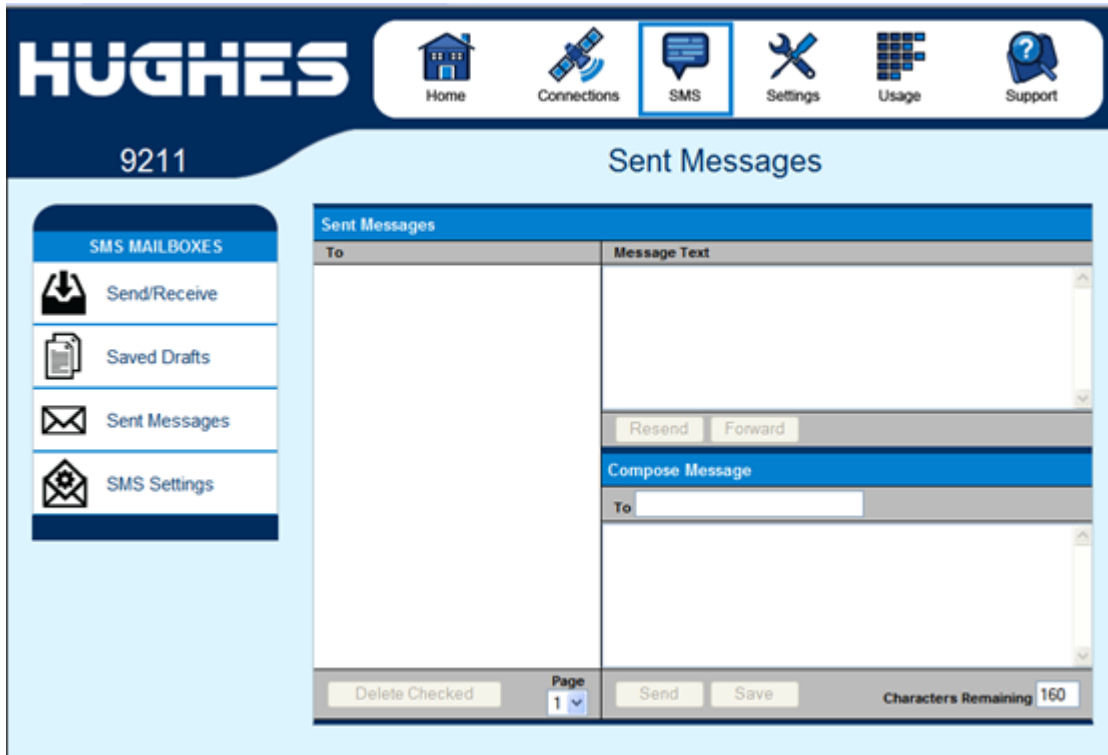 HUGHES
Home Connections SMS Settings Usage Support
9211
Sent Messages
SMS MAILBOXES
Send/Receive
Saved Drafts
Sent Messages
SMS Settings
Sent Messages
To
Message Text
Resend Forward
Compose Message
To
Delete Checked
Page
1
Send Save
Characters Remaining 160